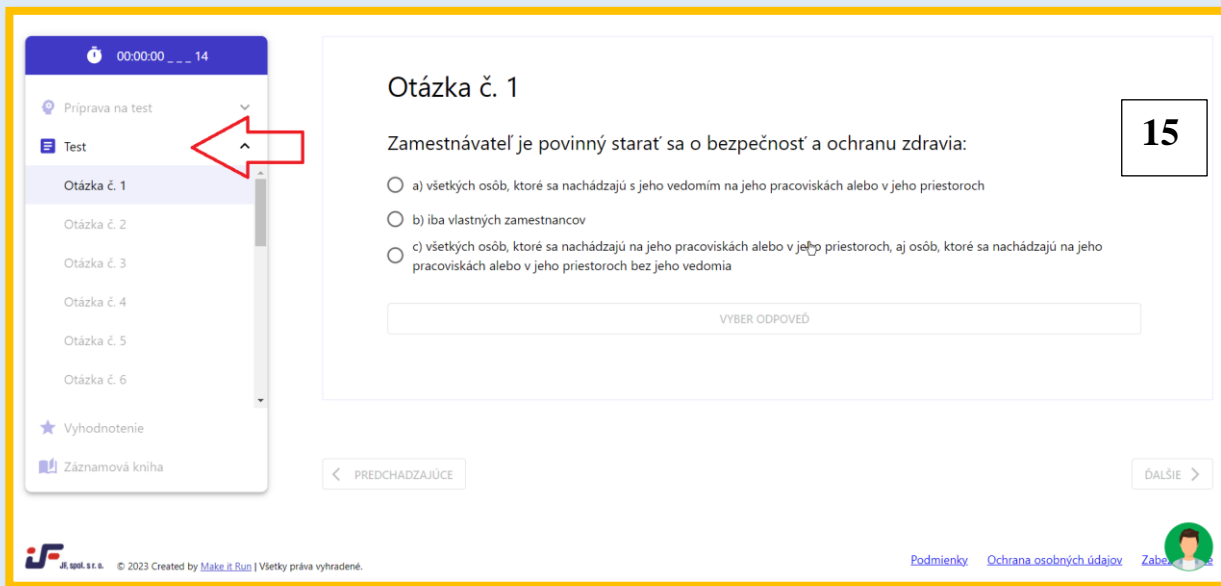 00:00:00 _ _ _ 14
Príprava na test
Test
Otázka č. 1
Otázka č. 2
Otázka č. 3
Otázka č. 4
Otázka č. 5
Otázka č. 6
Vyhodnotenie
Záznamová kniha
Otázka č. 1
15
Zamestnávateľ je povinný starať sa o bezpečnosť a ochranu zdravia:
a) všetkých osôb, ktoré sa nachádzajú s jeho vedomím na jeho pracoviskách alebo v jeho priestoroch
b) iba vlastných zamestnancov
c) všetkých osôb, ktoré sa nachádzajú na jeho pracoviskách alebo v jeho priestoroch, aj osôb, ktoré sa nachádzajú na jeho
pracoviskách alebo v jeho priestoroch bez jeho vedomia
VYBER ODPOVEĎ
PREDCHADZAJÚCE
ĎALŠIE
JF, spol. s r. o. © 2023 Created by Make it Run | Všetky práva vyhradené.
Podmienky Ochrana osobných údajov